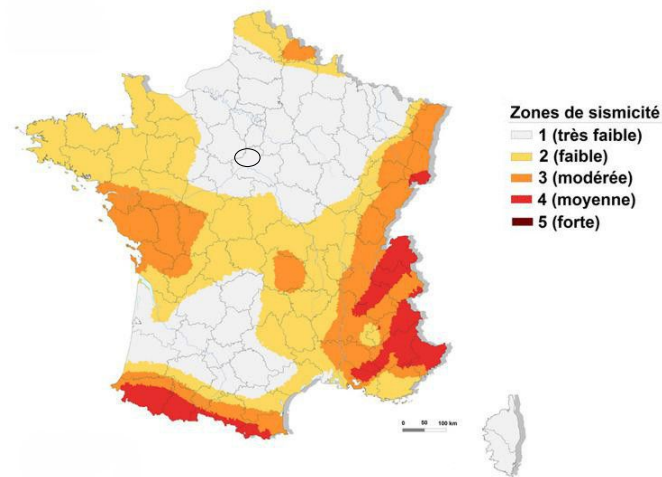 Zones de sismicité
1 (très faible)
2 (faible)
3 (modérée)
4 (moyenne)
5 (forte)
0 50 100 km